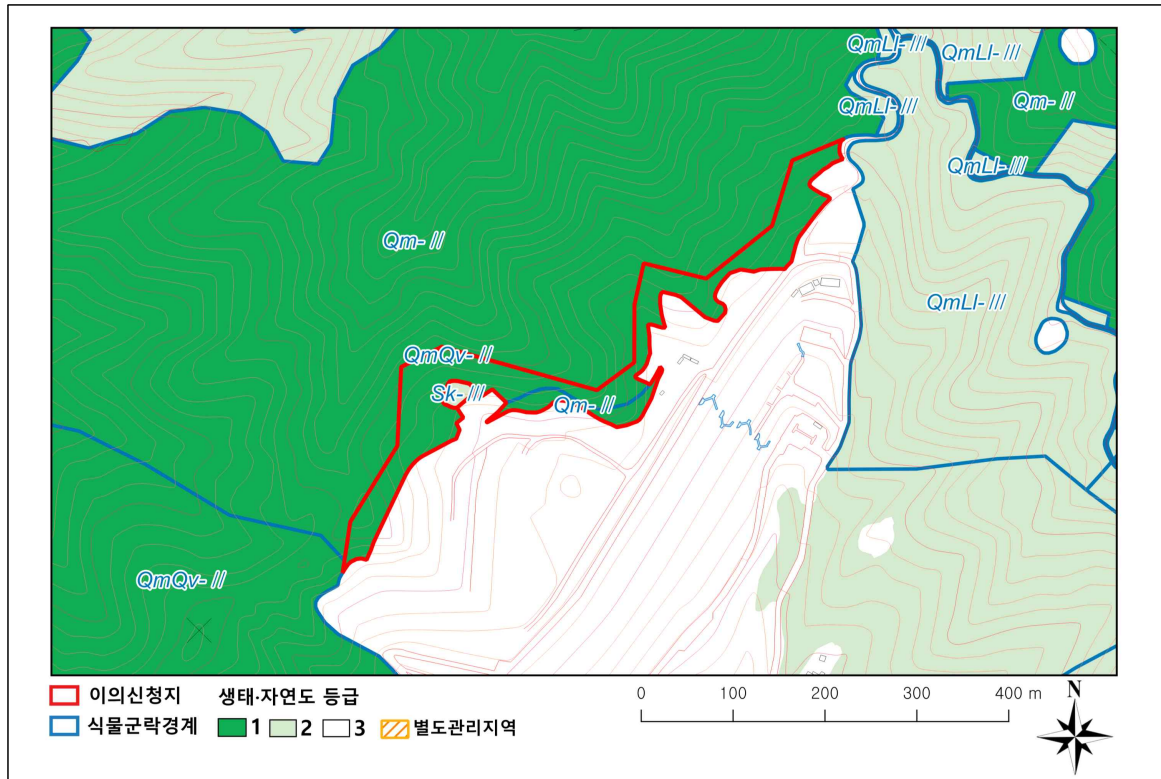 QmLl- III
QmLl- III
QmLl- III
Qm- II
QmLl- III
Qm- II
QmLl- III
QmQv- II
Sk- III
Qm- II
QmQv- II
이의신청지
생태·자연도 등급
식물군락경계
1
2
3
별도관리지역
0 100 200 300 400 m
N